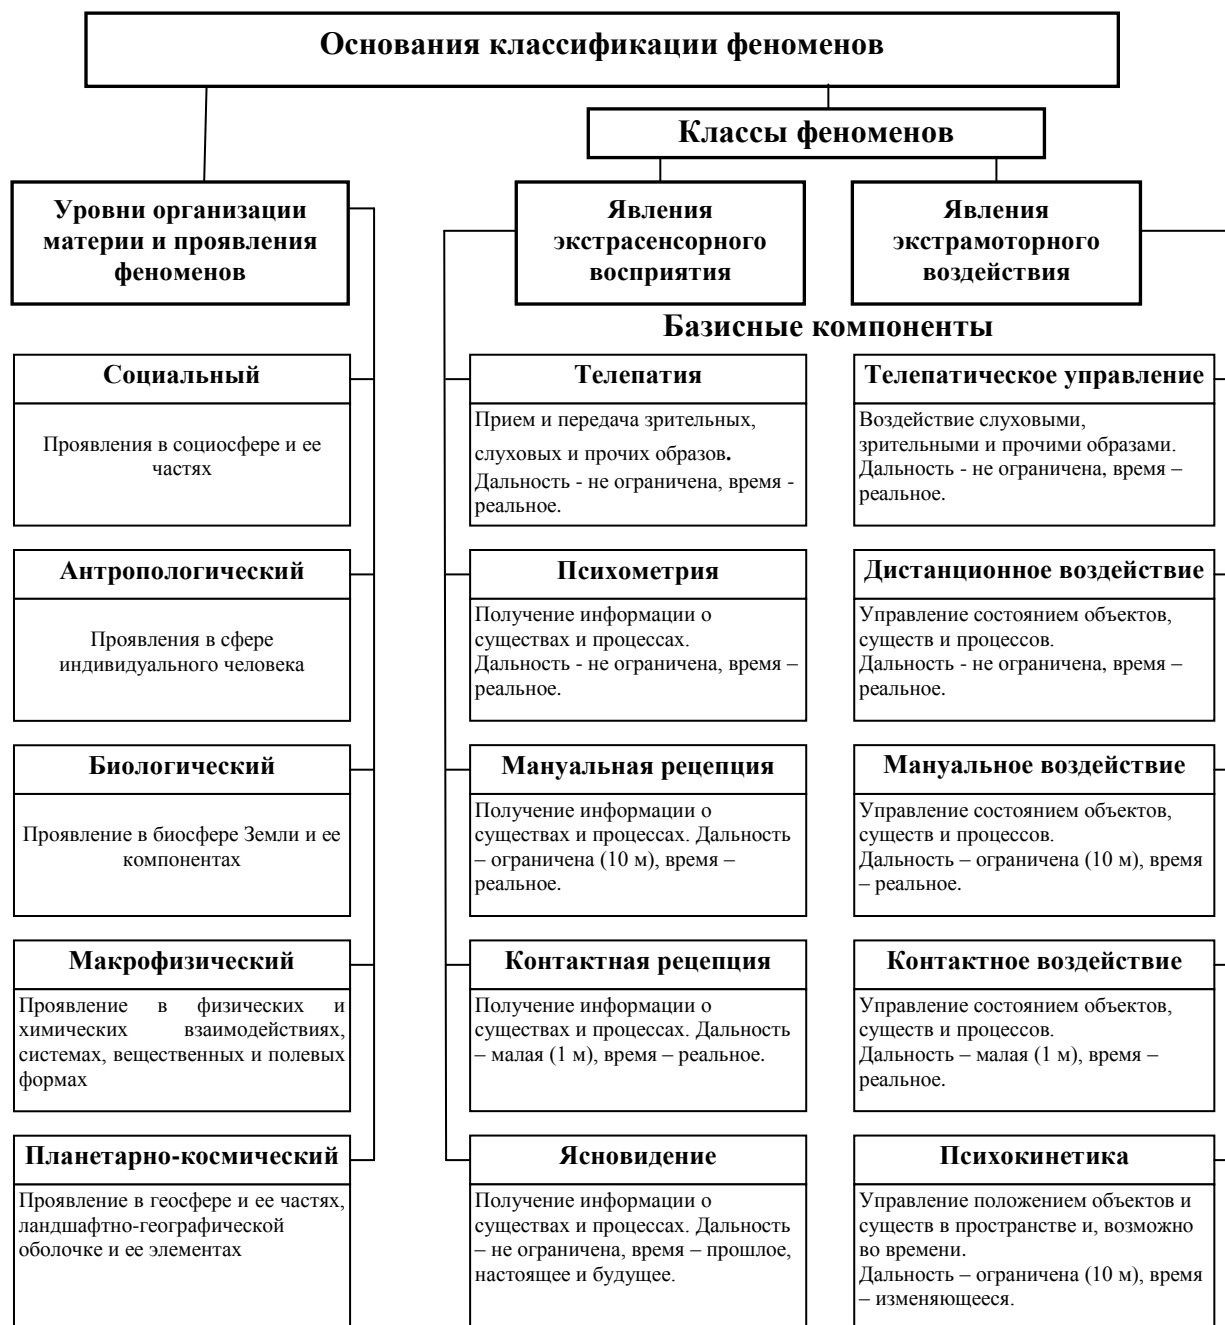 Основания классификации феноменов
Классы феноменов
Уровни организации
материи и проявления
феноменов
Явления
экстрасенсорного
восприятия
Явления
экстрамоторного
воздействия
Базисные компоненты
Социальный
Проявления в социосфере и ее
частях
Телепатия
Прием и передача зрительных,
слуховых и прочих образов.
Дальность - не ограничена, время -
реальное.
Телепатическое управление
Воздействие слуховыми,
зрительными и прочими образами.
Дальность - не ограничена, время –
реальное.
Антропологический
Проявления в сфере
индивидуального человека
Психометрия
Получение информации о
существах и процессах.
Дальность - не ограничена, время –
реальное.
Дистанционное воздействие
Управление состоянием объектов,
существ и процессов.
Дальность - не ограничена, время –
реальное.
Биологический
Проявление в биосфере Земли и ее
компонентах
Мануальная рецепция
Получение информации о
существах и процессах. Дальность
– ограничена (10 м), время –
реальное.
Мануальное воздействие
Управление состоянием объектов,
существ и процессов.
Дальность – ограничена (10 м), время
– реальное.
Макрофизический
Проявление в физических и
химических взаимодействиях,
системах, вещественных и полевых
формах
Контактная рецепция
Получение информации о
существах и процессах. Дальность
– малая (1 м), время – реальное.
Контактное воздействие
Управление состоянием объектов,
существ и процессов.
Дальность – малая (1 м), время –
реальное.
Планетарно-космический
Проявление в геосфере и ее частях,
ландшафтно-географической
оболочке и ее элементах
Ясновидение
Получение информации о
существах и процессах. Дальность
– не ограничена, время – прошлое,
настоящее и будущее.
Психокинетика
Управление положением объектов и
существ в пространстве и, возможно
во времени.
Дальность – ограничена (10 м), время
– изменяющееся.